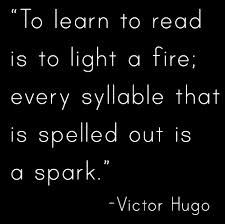 “To learn to read
is to light a fire;
every syllable that
is spelled out is
a spark.”
-Victor Hugo